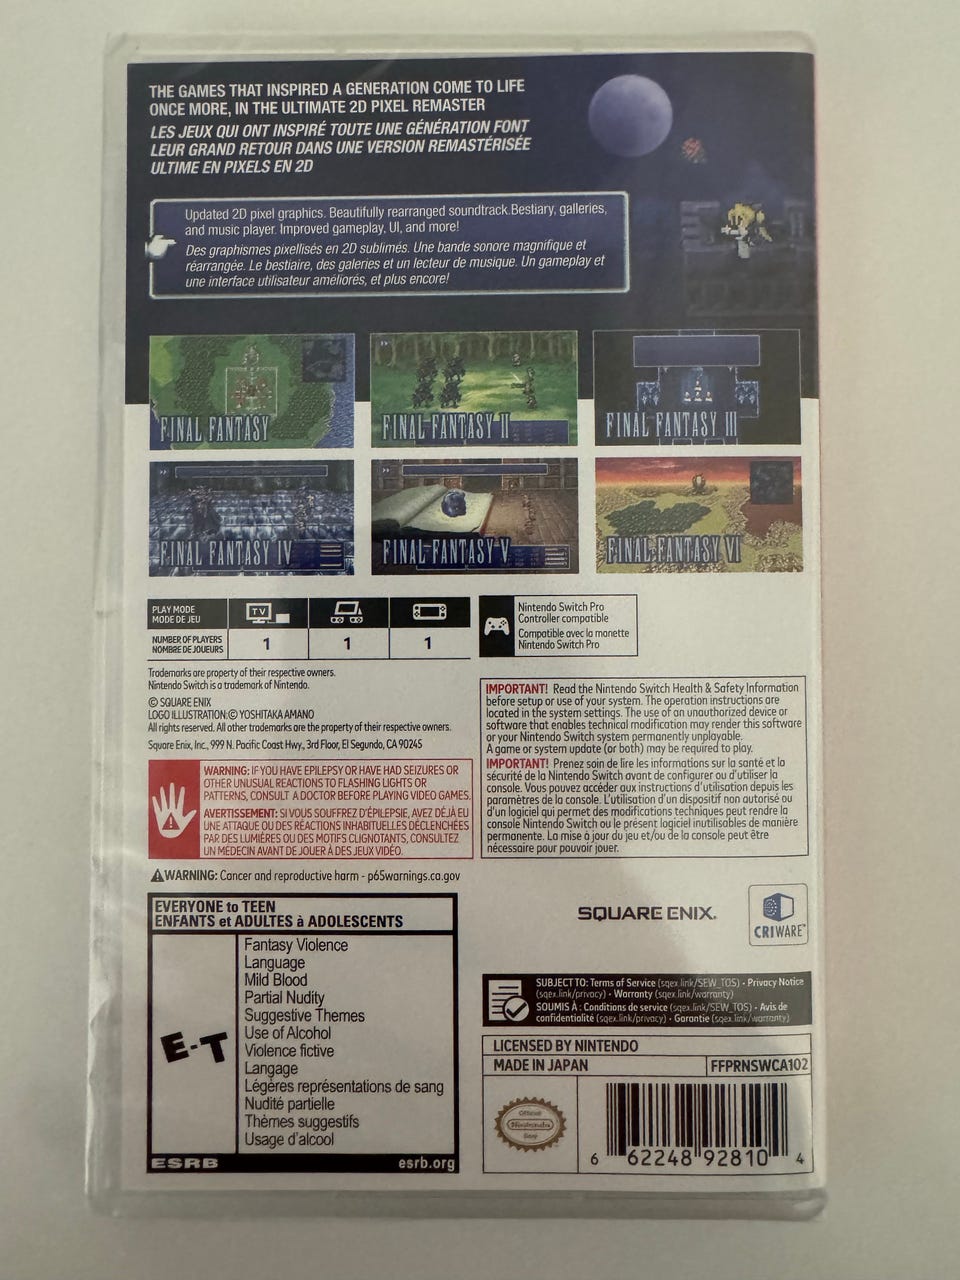 THE GAMES THAT INSPIRED A GENERATION COME TO LIFE
ONCE MORE, IN THE ULTIMATE 2D PIXEL REMASTER
LES JEUX QUI ONT INSPIRÉ TOUTE UNE GÉNÉRATION FONT
LEUR GRAND RETOUR DANS UNE VERSION REMASTÉRISÉE
ULTIME EN PIXELS EN 2D
Updated 2D pixel graphics. Beautifully rearranged soundtrack.Bestiary, galleries,
and music player. Improved gameplay, UI, and more!
Des graphismes pixellisés en 2D sublimés. Une bande sonore magnifique et
réarrangée. Le bestiaire, des galeries et un lecteur de musique. Un gameplay et
une interface utilisateur améliorés, et plus encore!
FINAL FANTASY
FINAL FANTASY II
FINAL FANTASY III
FINAL FANTASY IV
FINAL FANTASY V
FINAL FANTASY VI
PLAY MODE
MODE DE JEU
TV
NUMBER OF PLAYERS
NOMBRE DE JOUEURS
1
1
1
Nintendo Switch Pro
Controller compatible
Compatible avec la manette
Nintendo Switch Pro
Trademarks are property of their respective owners.
Nintendo Switch is a trademark of Nintendo.
© SQUARE ENIX
LOGO ILLUSTRATION:© YOSHITAKA AMANO
All rights reserved. All other trademarks are the property of their respective owners.
Square Enix, Inc., 999 N. Pacific Coast Hwy., 3rd Floor, El Segundo, CA 90245
WARNING: IF YOU HAVE EPILEPSY OR HAVE HAD SEIZURES OR
OTHER UNUSUAL REACTIONS TO FLASHING LIGHTS OR
PATTERNS, CONSULT A DOCTOR BEFORE PLAYING VIDEO GAMES.
AVERTISSEMENT: SI VOUS SOUFFREZ D'ÉPILEPSIE, AVEZ DÉJÀ EU
UNE ATTAQUE OU DES RÉACTIONS INHABITUELLES DÉCLENCHÉES
PAR DES LUMIÈRES OU DES MOTIFS CLIGNOTANTS, CONSULTEZ
UN MÉDECIN AVANT DE JOUER À DES JEUX VIDÉO.
IMPORTANT! Read the Nintendo Switch Health & Safety Information
before setup or use of your system. The operation instructions are
located in the system settings. The use of an unauthorized device or
software that enables technical modification may render this software
or your Nintendo Switch system permanently unplayable.
A game or system update (or both) may be required to play.
IMPORTANT! Prenez soin de lire les informations sur la santé et la
sécurité de la Nintendo Switch avant de configurer ou d'utiliser la
console. Vous pouvez accéder aux instructions d'utilisation depuis les
paramètres de la console. L'utilisation d'un dispositif non autorisé ou
d'un logiciel qui permet des modifications techniques peut rendre la
console Nintendo Switch ou le présent logiciel inutilisables de manière
permanente. La mise à jour du jeu et/ou de la console peut être
nécessaire pour pouvoir jouer.
WARNING: Cancer and reproductive harm - p65warnings.ca.gov
EVERYONE to TEEN
ENFANTS et ADULTES à ADOLESCENTS
E-T
Fantasy Violence
Language
Mild Blood
Partial Nudity
Suggestive Themes
Use of Alcohol
Violence fictive
Langage
Légères représentations de sang
Nudité partielle
Thèmes suggestifs
Usage d'alcool
ESRB
esrb.org
SQUARE ENIX.
CRIWARE™
SUBJECT TO: Terms of Service (sqex.link/SEW_TOS) • Privacy Notice
(sqex.link/privacy) • Warranty (sqex.link/warranty)
SOUMIS À : Conditions de service (sqex.link/SEW_TOS) • Avis de
confidentialité (sqex.link/privacy) • Garantie (sqex.link/warranty)
LICENSED BY NINTENDO
MADE IN JAPAN
FFPRNSWCA102
Official
Nintendo
Seal
6 62248 92810 4